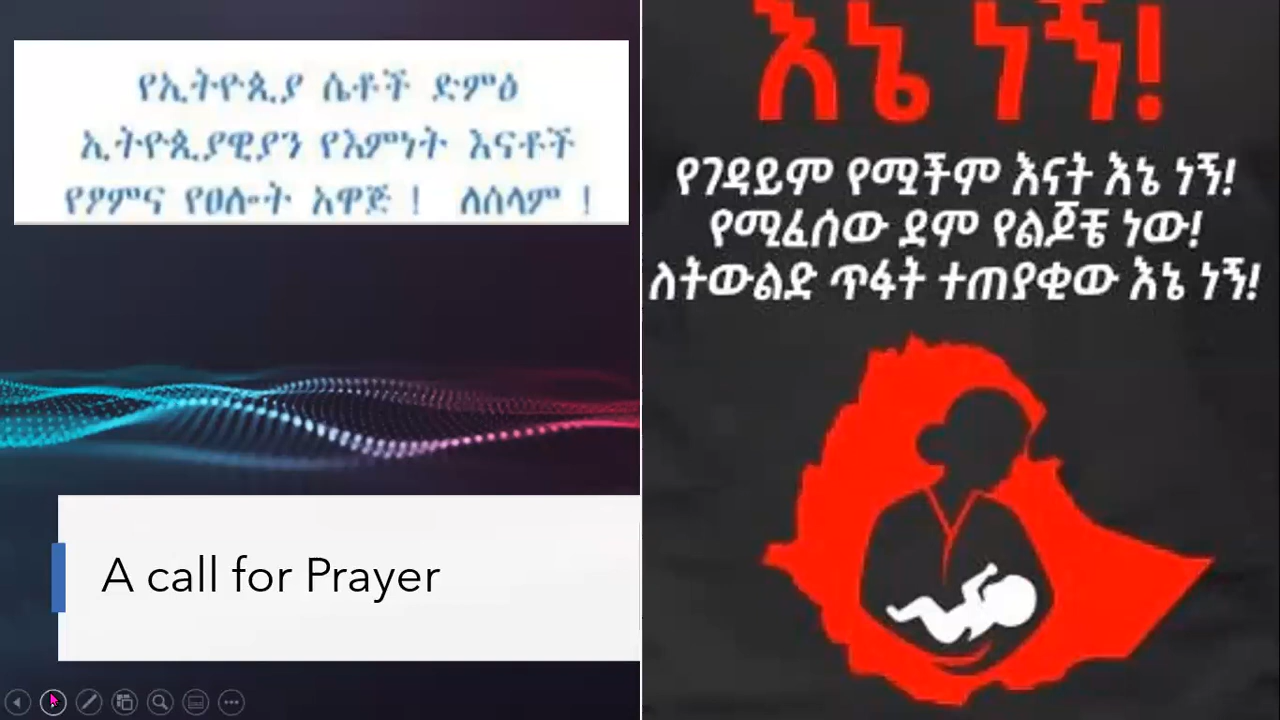 የኢትዮጲያ ሴቶች ድምፅ
ኢትዮጲያዊያን የእምነት እናቶች
የፆምና የፀሎት አዋጅ ! ለሰላም !
A call for Prayer
እኔ ነኝ!
የገዳይም የሟችም እናት እኔ ነኝ!
የሚፈሰው ደም የልጆቼ ነው!
ለትውልድ ጥፋት ተጠያቂው እኔ ነኝ!